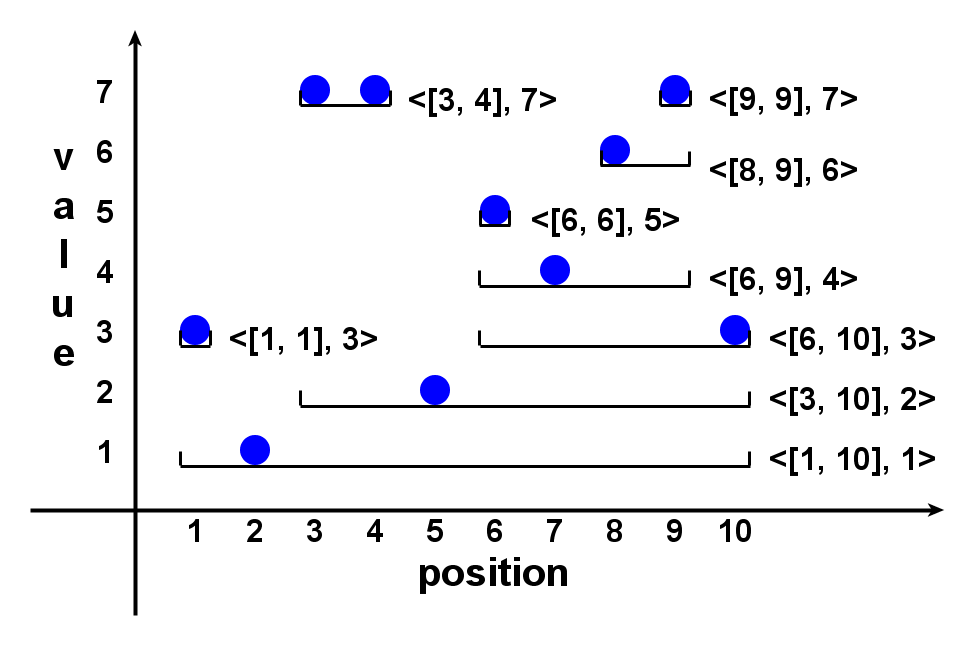 7 <[3, 4], 7> <[9, 9], 7>
6 <[8, 9], 6>
5 <[6, 6], 5>
4 <[6, 9], 4>
3 <[1, 1], 3> <[6, 10], 3>
2 <[3, 10], 2>
1 <[1, 10], 1>
value
1 2 3 4 5 6 7 8 9 10
position